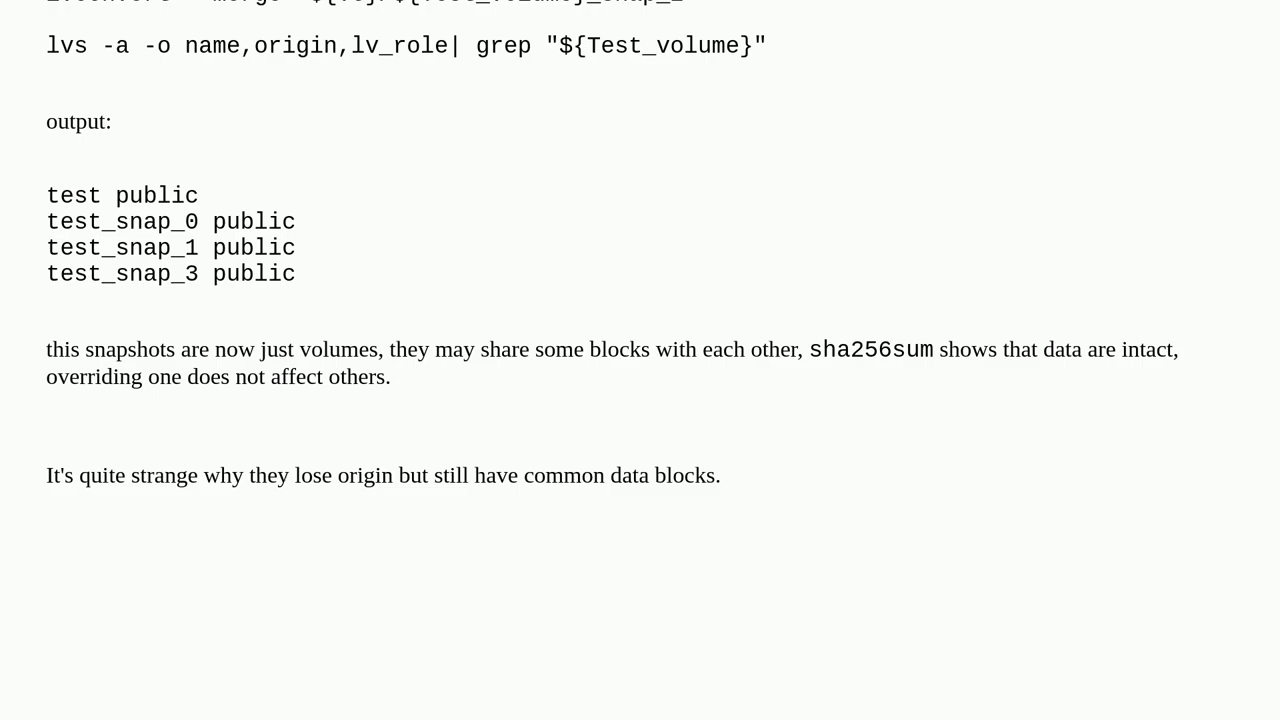 lvs -a -o name,origin,lv_role| grep "${Test_volume}"
output:
test public
test_snap_0 public
test_snap_1 public
test_snap_3 public
this snapshots are now just volumes, they may share some blocks with each other, sha256sum shows that data are intact,
overriding one does not affect others.
It's quite strange why they lose origin but still have common data blocks.